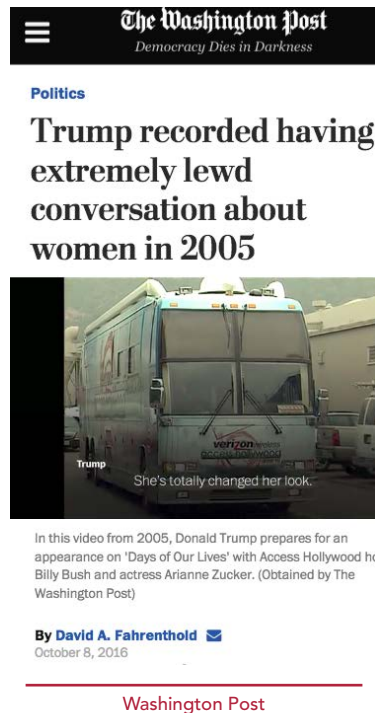 The Washington Post
Democracy Dies in Darkness
Politics
Trump recorded having
extremely lewd
conversation about
women in 2005
verizon wireless
access hollywood
Trump
She's totally changed her look.
In this video from 2005, Donald Trump prepares for an
appearance on 'Days of Our Lives' with Access Hollywood ho
Billy Bush and actress Arianne Zucker. (Obtained by The
Washington Post)
By David A. Fahrenthold
October 8, 2016
Washington Post